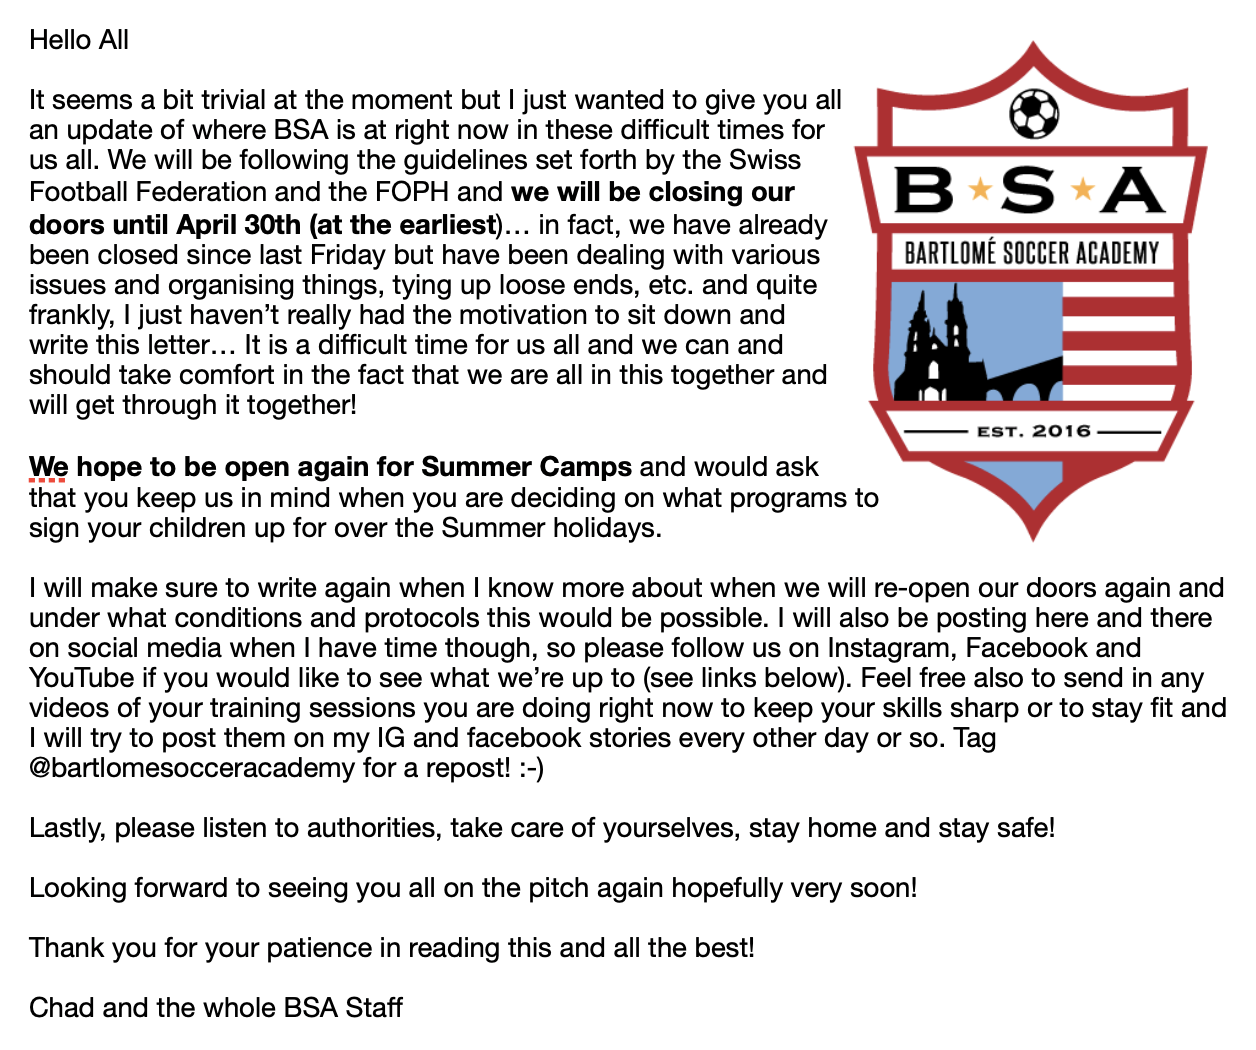 Hello All
It seems a bit trivial at the moment but I just wanted to give you all
an update of where BSA is at right now in these difficult times for
us all. We will be following the guidelines set forth by the Swiss
Football Federation and the FOPH and we will be closing our
doors until April 30th (at the earliest)… in fact, we have already
been closed since last Friday but have been dealing with various
issues and organising things, tying up loose ends, etc. and quite
frankly, I just haven’t really had the motivation to sit down and
write this letter… It is a difficult time for us all and we can and
should take comfort in the fact that we are all in this together and
will get through it together!
We hope to be open again for Summer Camps and would ask
that you keep us in mind when you are deciding on what programs to
sign your children up for over the Summer holidays.
I will make sure to write again when I know more about when we will re-open our doors again and
under what conditions and protocols this would be possible. I will also be posting here and there
on social media when I have time though, so please follow us on Instagram, Facebook and
YouTube if you would like to see what we’re up to (see links below). Feel free also to send in any
videos of your training sessions you are doing right now to keep your skills sharp or to stay fit and
I will try to post them on my IG and facebook stories every other day or so. Tag
@bartlomesocceracademy for a repost! :-)
Lastly, please listen to authorities, take care of yourselves, stay home and stay safe!
Looking forward to seeing you all on the pitch again hopefully very soon!
Thank you for your patience in reading this and all the best!
Chad and the whole BSA Staff
B S A
BARTLOMÉ SOCCER ACADEMY
EST. 2016